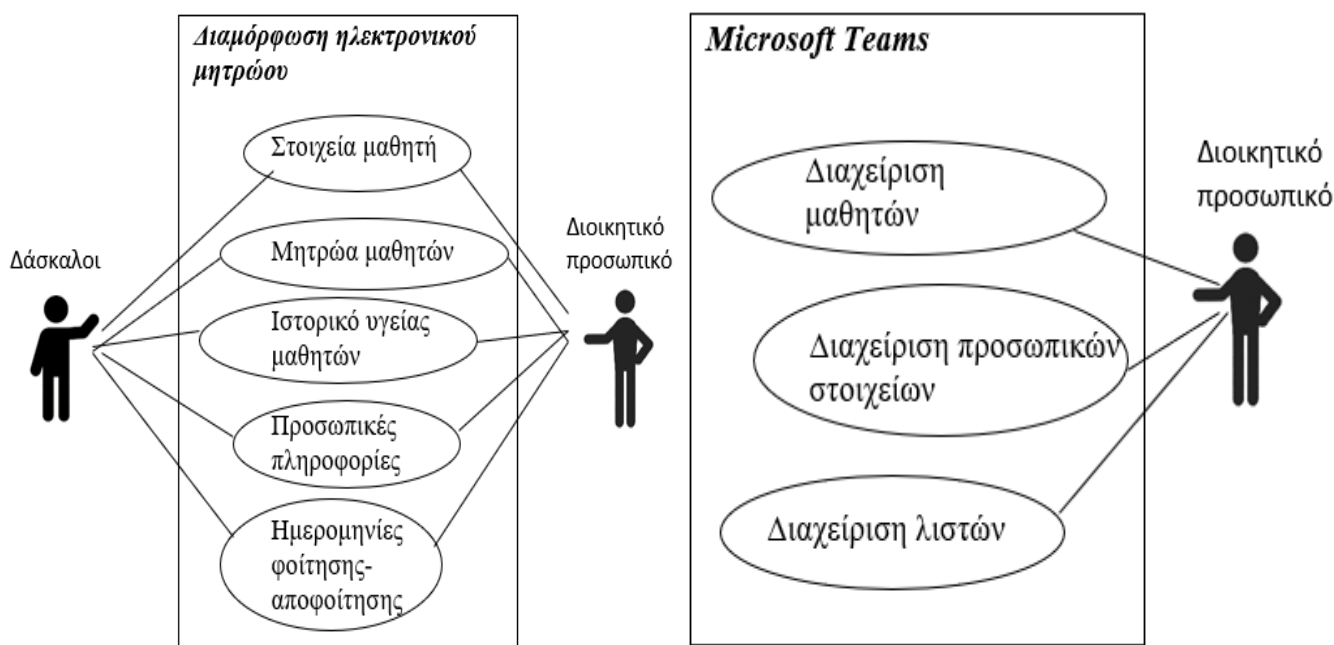 Διαμόρφωση ηλεκτρονικού
μητρώου
Στοιχεία μαθητή
Μητρώα μαθητών
Ιστορικό υγείας
μαθητών
Προσωπικές
πληροφορίες
Ημερομηνίες
φοίτησης-
αποφοίτησης
Δάσκαλοι
Διοικητικό
προσωπικό
Microsoft Teams
Διαχείριση
μαθητών
Διαχείριση προσωπικών
στοιχείων
Διαχείριση λιστών
Διοικητικό
προσωπικό